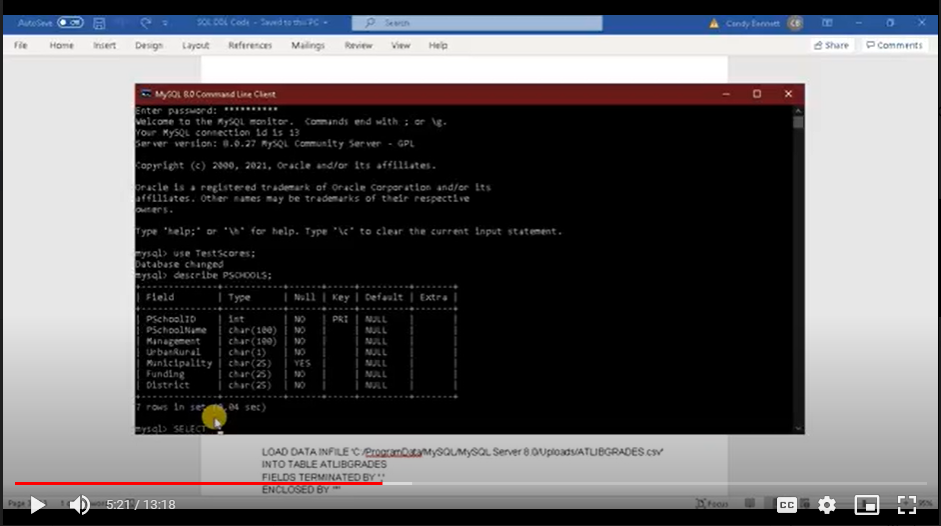 AutoSave Off SQL DDL Code - Saved to this PC Search Candy Bennett CB
File Home Insert Design Layout References Mailings Review View Help Share Comments
MySQL 8.0 Command Line Client
Enter password: **********
Welcome to the MySQL monitor.  Commands end with ; or \g.
Your MySQL connection id is 13
Server version: 8.0.27 MySQL Community Server - GPL
Copyright (c) 2000, 2021, Oracle and/or its affiliates.
Oracle is a registered trademark of Oracle Corporation and/or its
affiliates. Other names may be trademarks of their respective
owners.
Type 'help;' or '\h' for help. Type '\c' to clear the current input statement.
mysql> use TestScores;
Database changed
mysql> describe PSCHOOLS;
| Field | Type | Null | Key | Default | Extra |
| PSchoolID | int | NO | PRI | NULL | |
| PSchoolName | char(100) | NO | | NULL | |
| Management | char(100) | NO | | NULL | |
| UrbanRural | char(1) | NO | | NULL | |
| Municipality | char(25) | YES | | NULL | |
| Funding | char(25) | NO | | NULL | |
| District | char(25) | NO | | NULL | |
7 rows in set (0.04 sec)
mysql> SELECT
LOAD DATA INFILE 'C:/ProgramData/MySQL/MySQL Server 8.0/Uploads/ATLIBGRADES.csv'
INTO TABLE ATLIBGRADES
FIELDS TERMINATED BY ','
ENCLOSED BY '"'
Page
Focus
5:21 / 13:18
CC